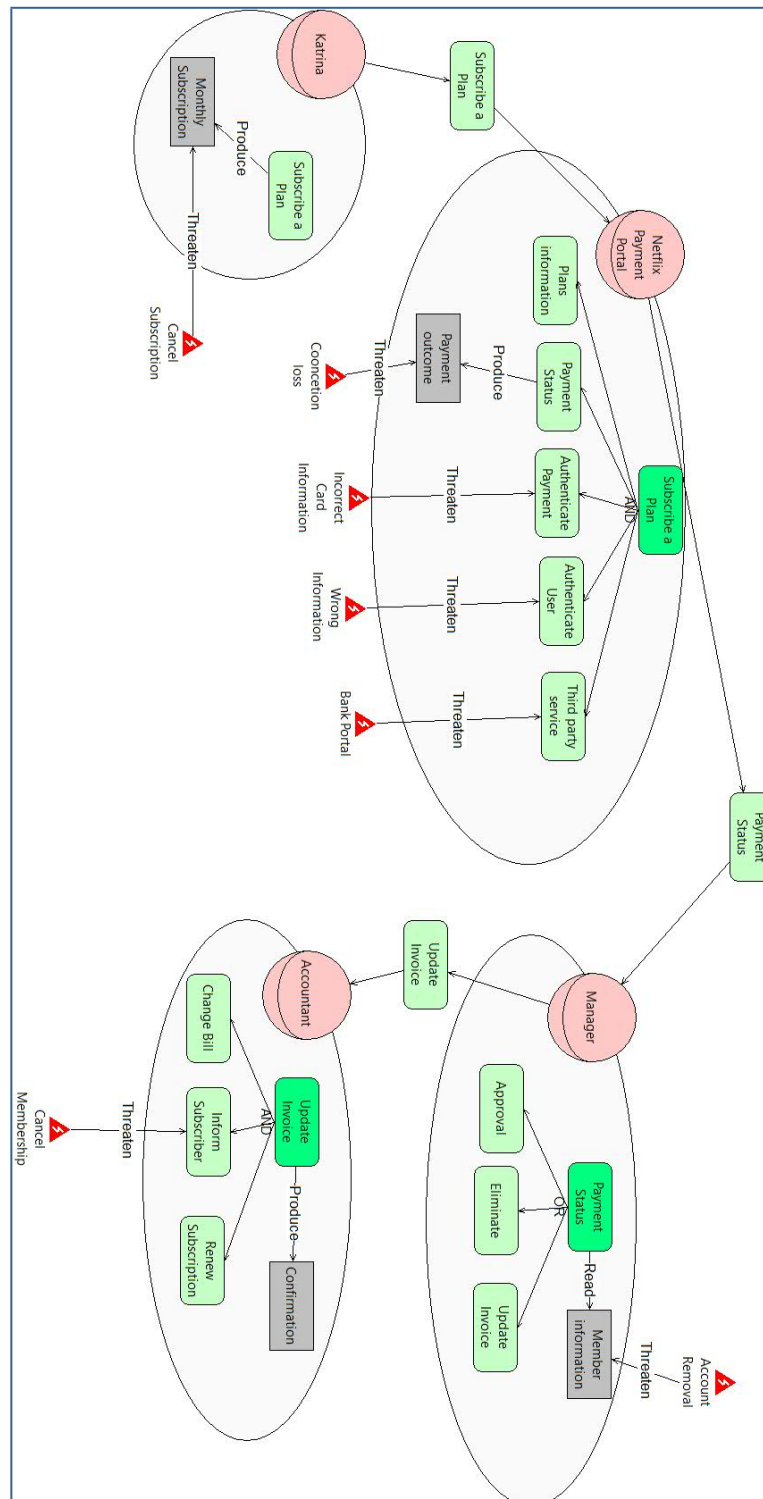 Katrina
Monthly
Subscription
Produce
Subscribe a
Plan
Threaten
Cancel
Subscription
Subscribe a
Plan
Netflix
Payment
Portal
Subscribe a
Plan
AND
Plans
information
Payment
Status
Authenticate
Payment
Authenticate
User
Third party
service
Produce
Payment
outcome
Threaten
Cooncetion
loss
Threaten
Incorrect
Card
Information
Threaten
Wrong
Information
Threaten
Bank Portal
Payment
Status
Manager
Payment
Status
OR
Read
Member
information
Approval
Eliminate
Update
Invoice
Threaten
Account
Removal
Update
Invoice
Accountant
Update
Invoice
AND
Produce
Confirmation
Change Bill
Inform
Subscriber
Renew
Subscription
Threaten
Cancel
Membership